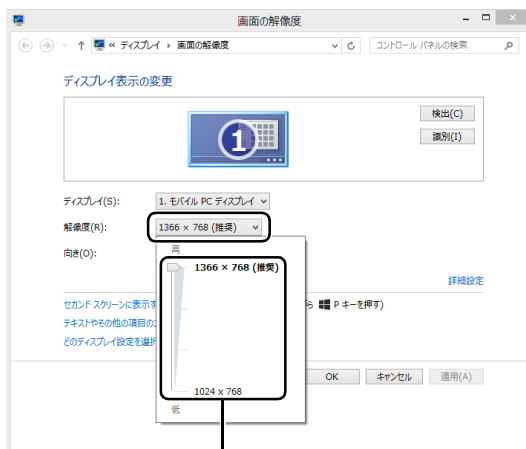 画面の解像度
« ディスプレイ ▸ 画面の解像度
コントロール パネルの検索
ディスプレイ表示の変更
1
検出(C)
識別(I)
ディスプレイ(S): 1. モバイル PC ディスプレイ
解像度(R): 1366 × 768 (推奨)
向き(O):
高
1366 × 768 (推奨)
詳細設定
セカンド スクリーンに表示す
ら P キーを押す)
テキストやその他の項目の
どのディスプレイ設定を選択
1024 x 768
低
OK キャンセル 適用(A)